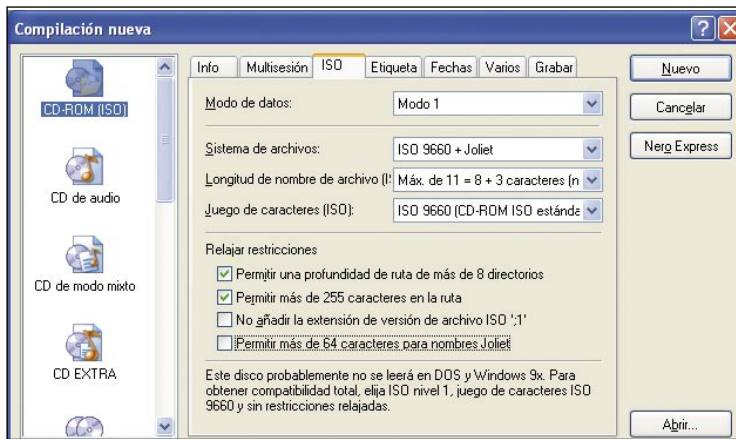 Compilación nueva
CD-ROM (ISO)
CD de audio
CD de modo mixto
CD EXTRA
Info Multisesión ISO Etiqueta Fechas Varios Grabar
Modo de datos: Modo 1
Sistema de archivos: ISO 9660 + Joliet
Longitud de nombre de archivo (I Máx. de 11 = 8 + 3 caracteres (n
Juego de caracteres (ISO): ISO 9660 (CD-ROM ISO estánda
Relajar restricciones
Permitir una profundidad de ruta de más de 8 directorios
Permitir más de 255 caracteres en la ruta
No añadir la extensión de versión de archivo ISO ';1'
Permitir más de 64 caracteres para nombres Joliet
Este disco probablemente no se leerá en DOS y Windows 9x. Para
obtener compatibilidad total, elija ISO nivel 1, juego de caracteres ISO
9660 y sin restricciones relajadas.
Nuevo
Cancelar
Nero Express
Abrir...